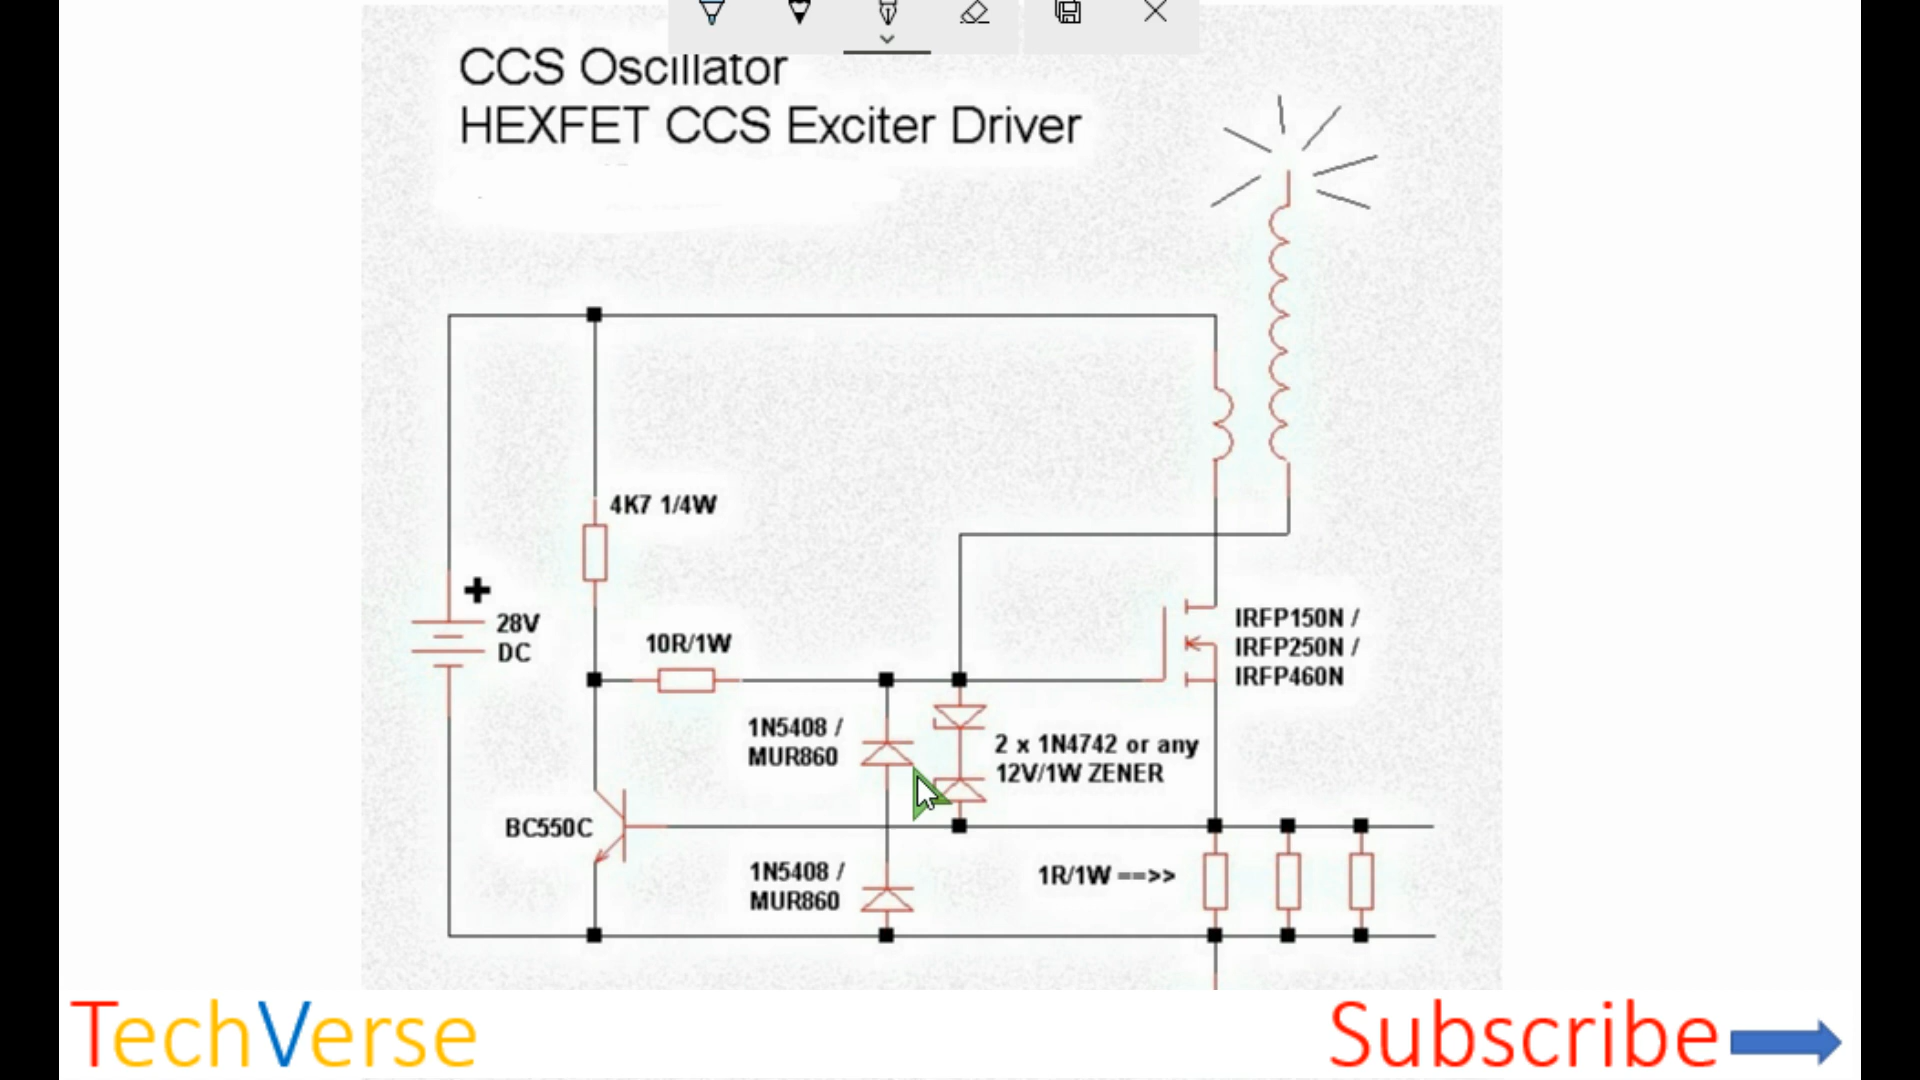 CCS Oscillator
HEXFET CCS Exciter Driver
4K7 1/4W
+
28V
DC
10R/1W
IRFP150N /
IRFP250N /
IRFP460N
1N5408 /
MUR860
2 x 1N4742 or any
12V/1W ZENER
BC550C
1N5408 /
MUR860
1R/1W ==>>
TechVerse
Subscribe